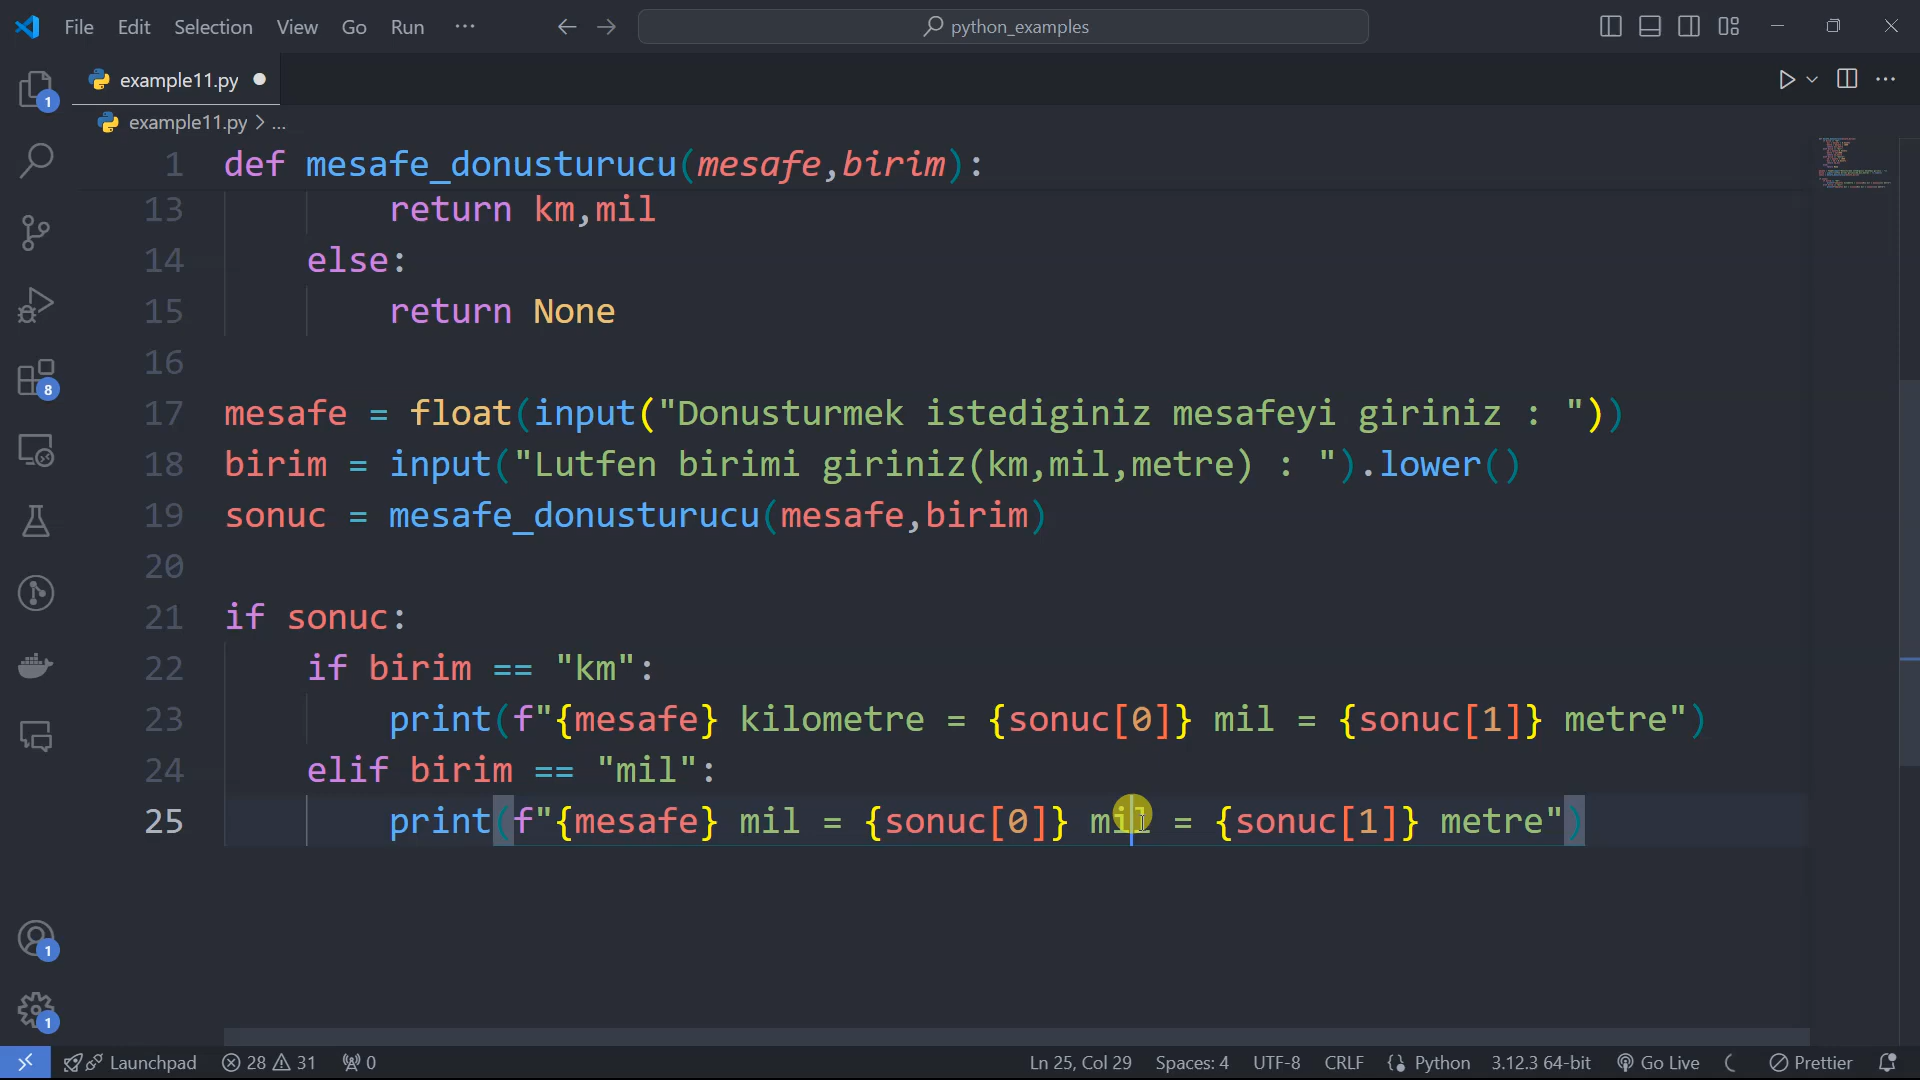 File Edit Selection View Go Run ··· python_examples
example11.py
example11.py > ...
1 def mesafe_donusturucu(mesafe,birim):
13 return km,mil
14 else:
15 return None
16
17 mesafe = float(input("Donusturmek istediginiz mesafeyi giriniz : "))
18 birim = input("Lutfen birimi giriniz(km,mil,metre) : ").lower()
19 sonuc = mesafe_donusturucu(mesafe,birim)
20
21 if sonuc:
22 if birim == "km":
23 print(f"{mesafe} kilometre = {sonuc[0]} mil = {sonuc[1]} metre")
24 elif birim == "mil":
25 print(f"{mesafe} mil = {sonuc[0]} mil = {sonuc[1]} metre")
1
8
1
1
Launchpad 28 31 0 Ln 25, Col 29 Spaces: 4 UTF-8 CRLF Python 3.12.3 64-bit Go Live Prettier